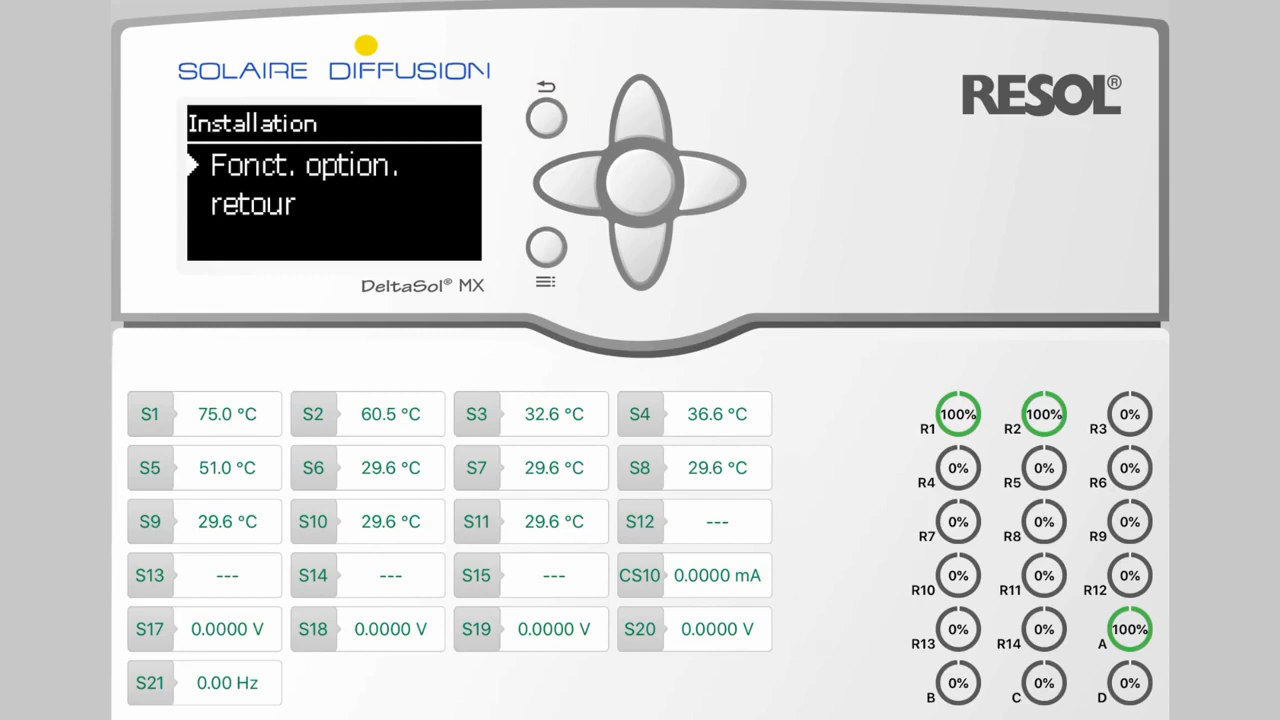 SOLAIRE DIFFUSION
RESOL®
Installation
Fonct. option.
retour
DeltaSol® MX
S1 75.0 °C S2 60.5 °C S3 32.6 °C S4 36.6 °C R1 100% R2 100% R3 0%
S5 51.0 °C S6 29.6 °C S7 29.6 °C S8 29.6 °C R4 0% R5 0% R6 0%
S9 29.6 °C S10 29.6 °C S11 29.6 °C S12 --- R7 0% R8 0% R9 0%
S13 --- S14 --- S15 --- CS10 0.0000 mA R10 0% R11 0% R12 0%
S17 0.0000 V S18 0.0000 V S19 0.0000 V S20 0.0000 V R13 0% R14 0% A 100%
S21 0.00 Hz B 0% C 0% D 0%